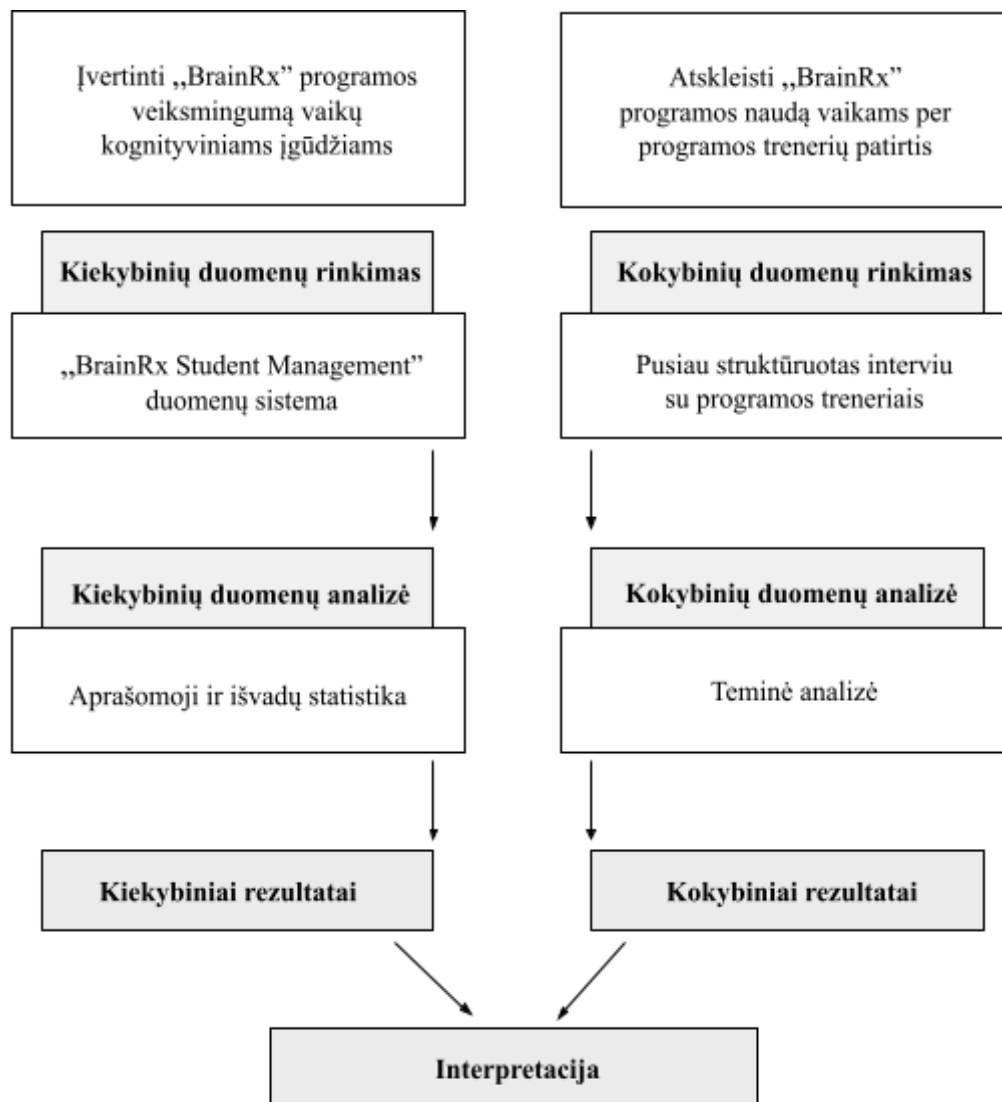 Įvertinti ,,BrainRx” programos
veiksmingumą vaikų
kognityviniams įgūdžiams
Atskleisti ,,BrainRx”
programos naudą vaikams per
programos trenerių patirtis
Kiekybinių duomenų rinkimas
Kokybinių duomenų rinkimas
,,BrainRx Student Management”
duomenų sistema
Pusiau struktūruotas interviu
su programos treneriais
Kiekybinių duomenų analizė
Kokybinių duomenų analizė
Aprašomoji ir išvadų statistika
Teminė analizė
Kiekybiniai rezultatai
Kokybiniai rezultatai
Interpretacija